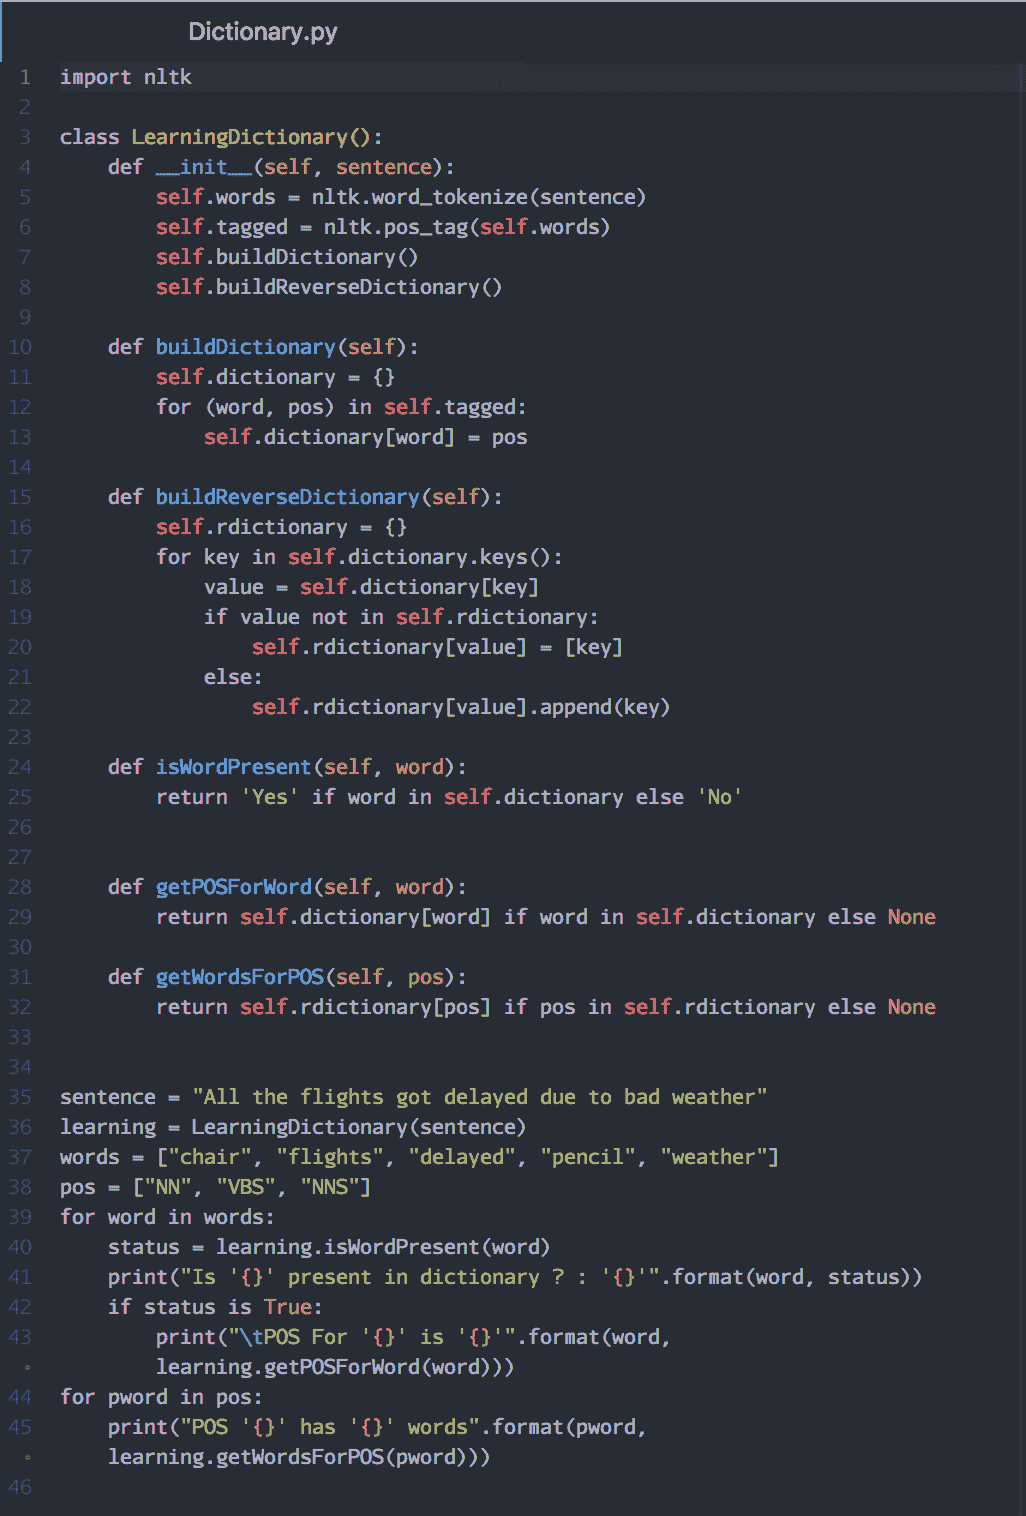 Dictionary.py
1 import nltk
2
3 class LearningDictionary():
4     def __init__(self, sentence):
5         self.words = nltk.word_tokenize(sentence)
6         self.tagged = nltk.pos_tag(self.words)
7         self.buildDictionary()
8         self.buildReverseDictionary()
9
10     def buildDictionary(self):
11         self.dictionary = {}
12         for (word, pos) in self.tagged:
13             self.dictionary[word] = pos
14
15     def buildReverseDictionary(self):
16         self.rdictionary = {}
17         for key in self.dictionary.keys():
18             value = self.dictionary[key]
19             if value not in self.rdictionary:
20                 self.rdictionary[value] = [key]
21             else:
22                 self.rdictionary[value].append(key)
23
24     def isWordPresent(self, word):
25         return 'Yes' if word in self.dictionary else 'No'
26
27
28     def getPOSForWord(self, word):
29         return self.dictionary[word] if word in self.dictionary else None
30
31     def getWordsForPOS(self, pos):
32         return self.rdictionary[pos] if pos in self.rdictionary else None
33
34
35 sentence = "All the flights got delayed due to bad weather"
36 learning = LearningDictionary(sentence)
37 words = ["chair", "flights", "delayed", "pencil", "weather"]
38 pos = ["NN", "VBS", "NNS"]
39 for word in words:
40     status = learning.isWordPresent(word)
41     print("Is '{}' present in dictionary ? : '{}'".format(word, status))
42     if status is True:
43         print("\tPOS For '{}' is '{}'".format(word,
•         learning.getPOSForWord(word)))
44 for pword in pos:
45     print("POS '{}' has '{}' words".format(pword,
•     learning.getWordsForPOS(pword)))
46